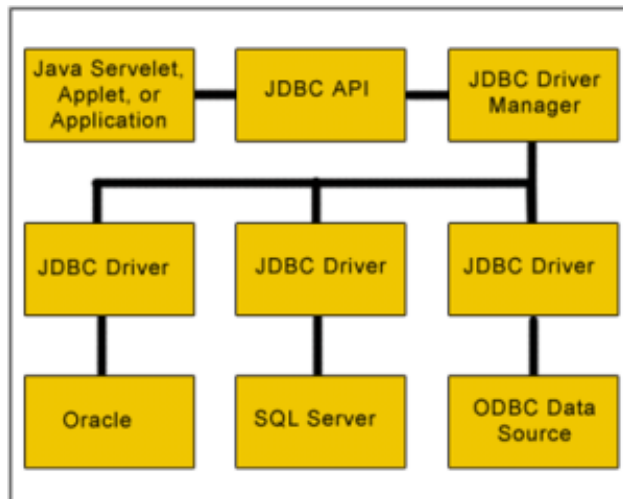 Java Servelet,
Applet, or
Application
JDBC API
JDBC Driver
Manager
JDBC Driver
JDBC Driver
JDBC Driver
Oracle
SQL Server
ODBC Data
Source